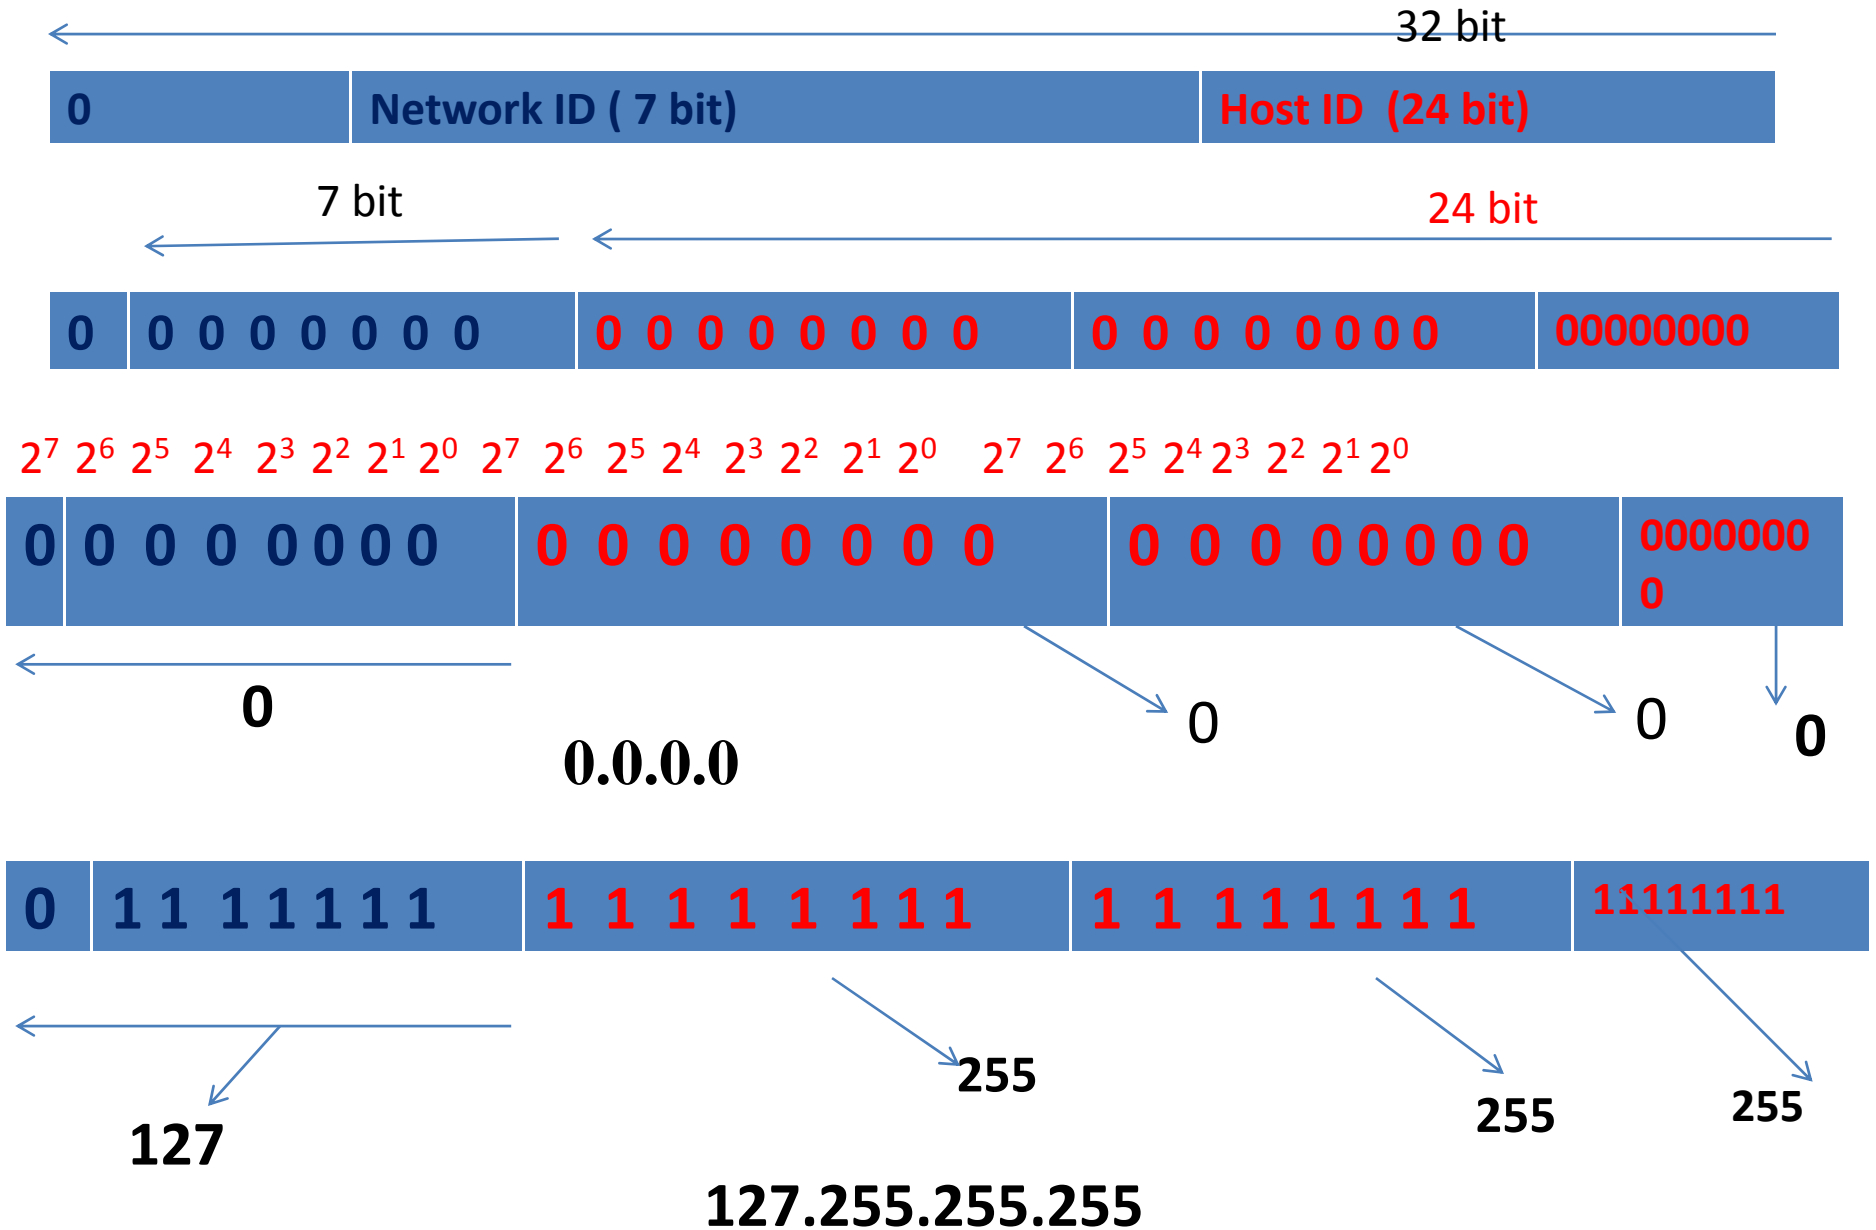 32 bit
0 Network ID ( 7 bit) Host ID (24 bit)
7 bit 24 bit
0 0 0 0 0 0 0 0 0 0 0 0 0 0 0 0 0 0 0 0 0 0 0 0 00000000
2⁷ 2⁶ 2⁵ 2⁴ 2³ 2² 2¹ 2⁰ 2⁷ 2⁶ 2⁵ 2⁴ 2³ 2² 2¹ 2⁰ 2⁷ 2⁶ 2⁵ 2⁴ 2³ 2² 2¹ 2⁰
0 0 0 0 0 0 0 0 0 0 0 0 0 0 0 0 0 0 0 0 0 0 0 0 0000000
0
0 0 0 0
0.0.0.0
0 1 1 1 1 1 1 1 1 1 1 1 1 1 1 1 1 1 1 1 1 1 1 1 11111111
127 255 255 255
127.255.255.255